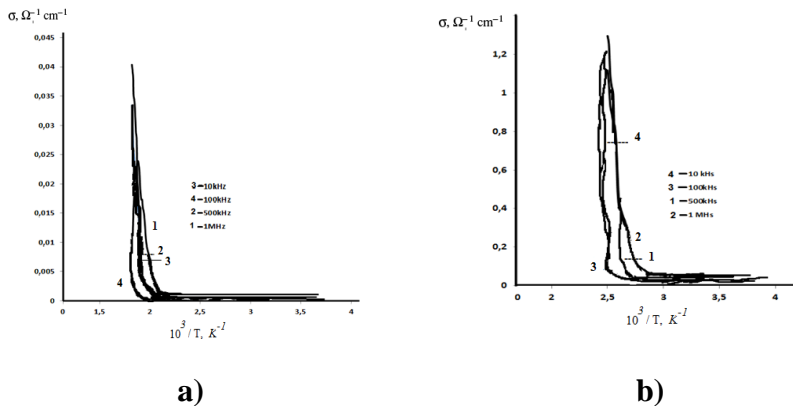 σ, Ω⁻¹ cm⁻¹
0,045
0,04
0,035
0,03
0,025
0,02
0,015
0,01
0,005
0
0 1,5 2 2,5 3 3,5 4
10³ / T, K⁻¹
1
2
3
4
3 –10kHz
4 –100kHz
2 –500kHz
1 –1MHz
a)
σ, Ω⁻¹ cm⁻¹
1,2
1
0,8
0,6
0,4
0,2
0
0 2 2,5 3 3,5 4
10³ / T, K⁻¹
4
2
1
3
4 — 10 kHs
3 — 100kHs
1 — 500kHs
2 — 1 MHs
b)